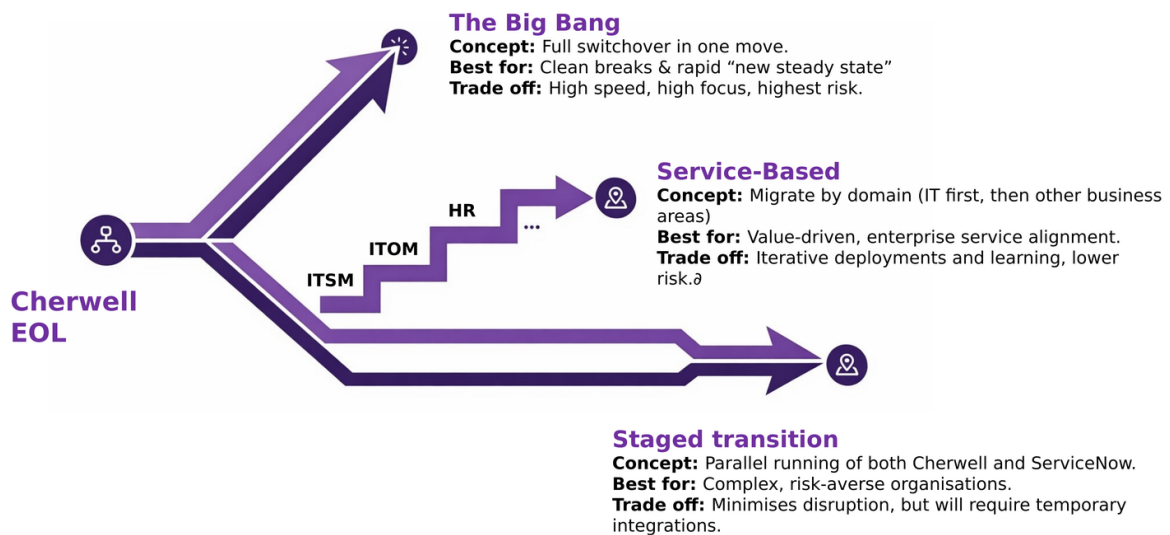 The Big Bang
Concept: Full switchover in one move.
Best for: Clean breaks & rapid “new steady state”
Trade off: High speed, high focus, highest risk.
Service-Based
Concept: Migrate by domain (IT first, then other business
areas)
Best for: Value-driven, enterprise service alignment.
Trade off: Iterative deployments and learning, lower
risk.∂
HR
...
ITOM
ITSM
Cherwell
EOL
Staged transition
Concept: Parallel running of both Cherwell and ServiceNow.
Best for: Complex, risk-averse organisations.
Trade off: Minimises disruption, but will require temporary
integrations.